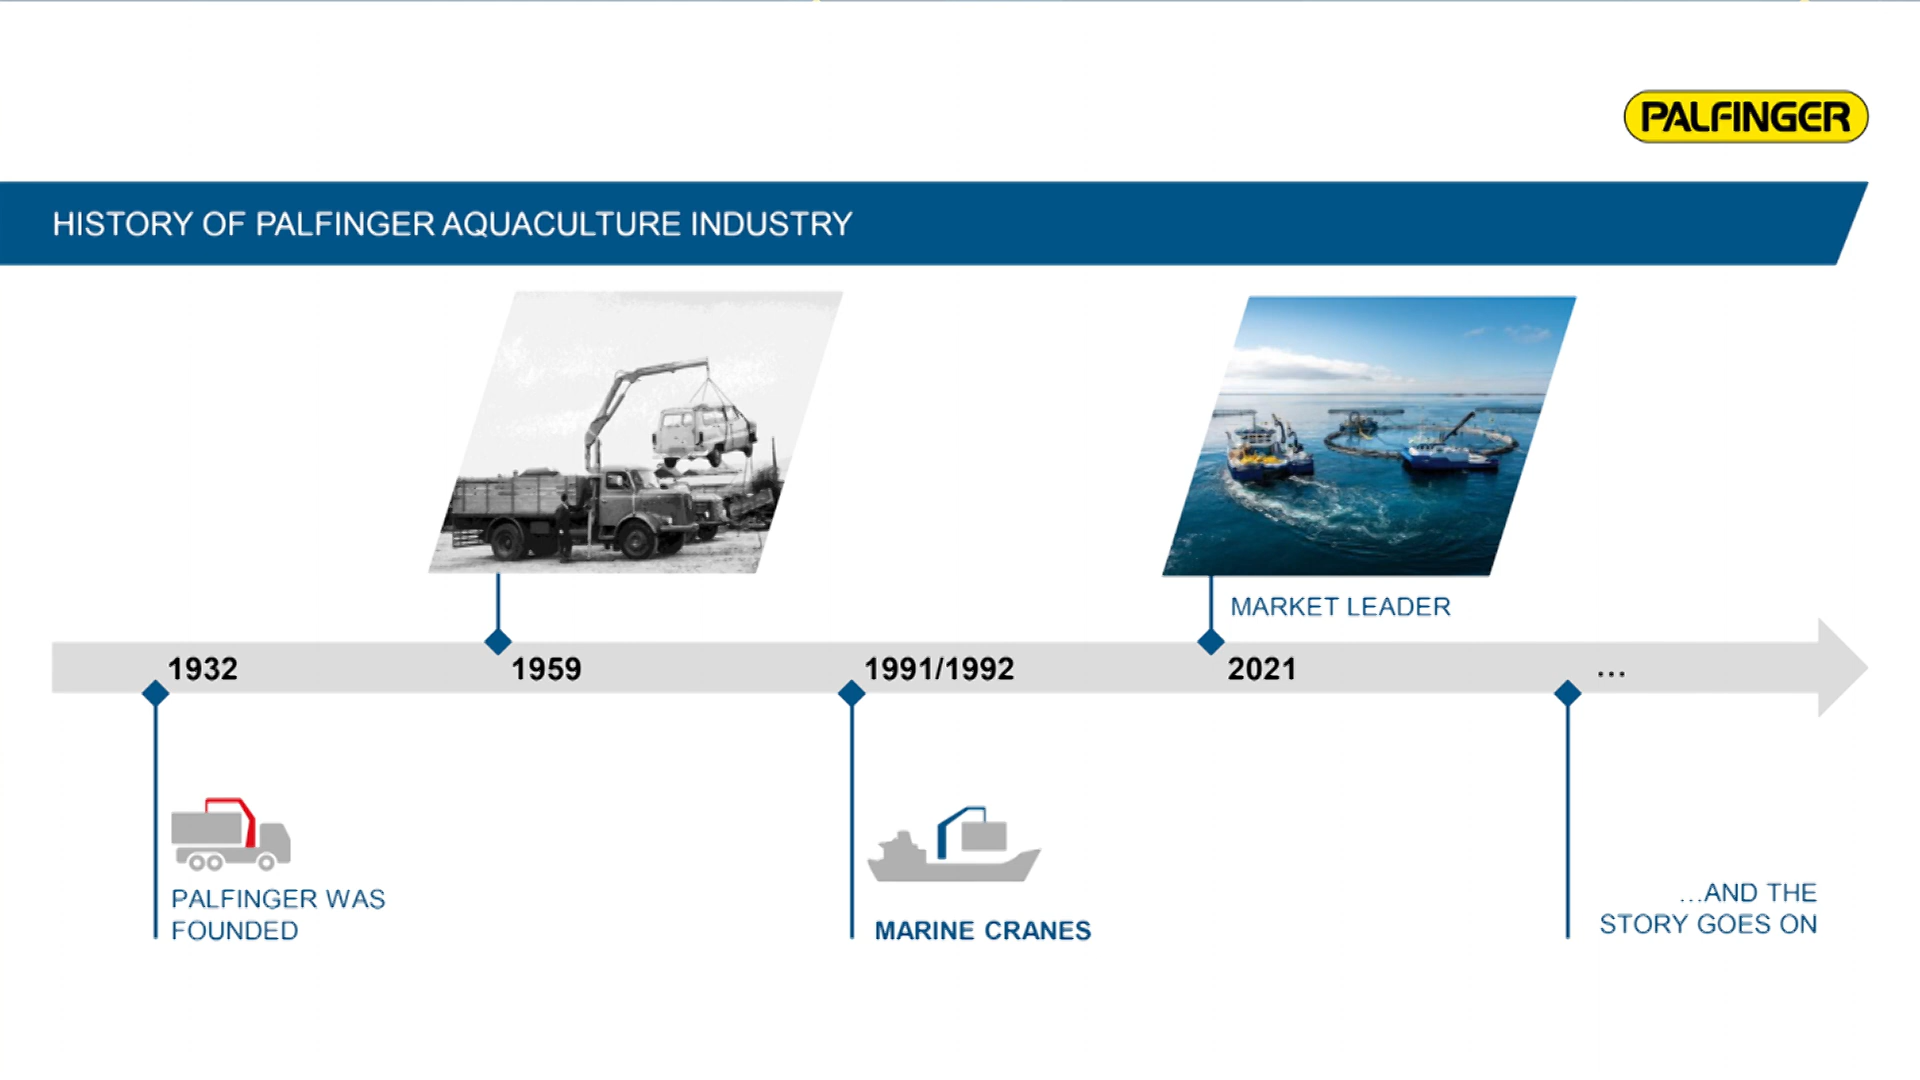 PALFINGER
HISTORY OF PALFINGER AQUACULTURE INDUSTRY
MARKET LEADER
1932
1959
1991/1992
2021
...
PALFINGER WAS
FOUNDED
MARINE CRANES
...AND THE
STORY GOES ON